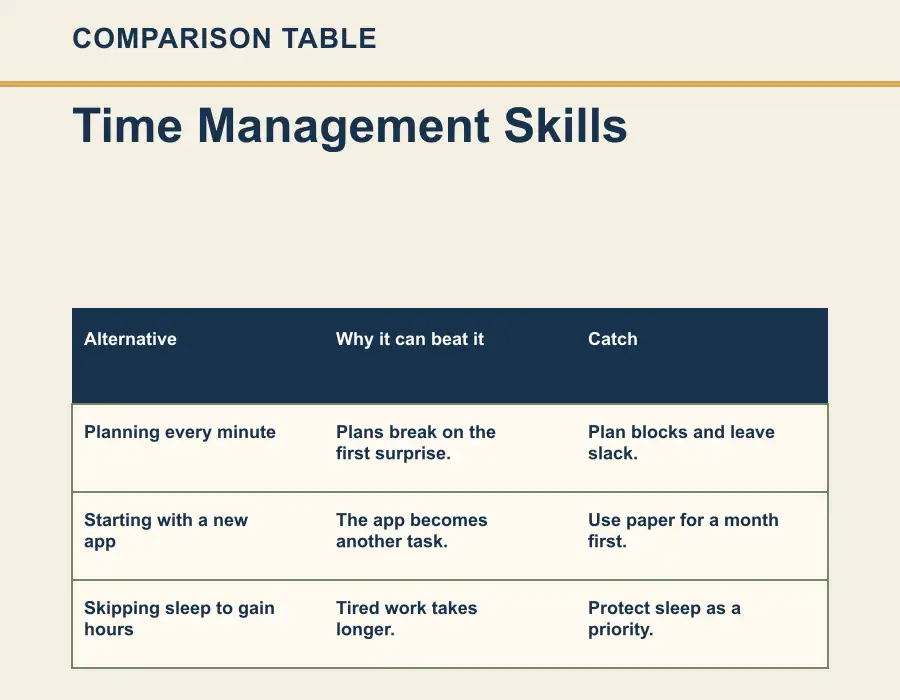 COMPARISON TABLE
Time Management Skills
Alternative
Why it can beat it
Catch
Planning every minute
Plans break on the
first surprise.
Plan blocks and leave
slack.
Starting with a new
app
The app becomes
another task.
Use paper for a month
first.
Skipping sleep to gain
hours
Tired work takes
longer.
Protect sleep as a
priority.